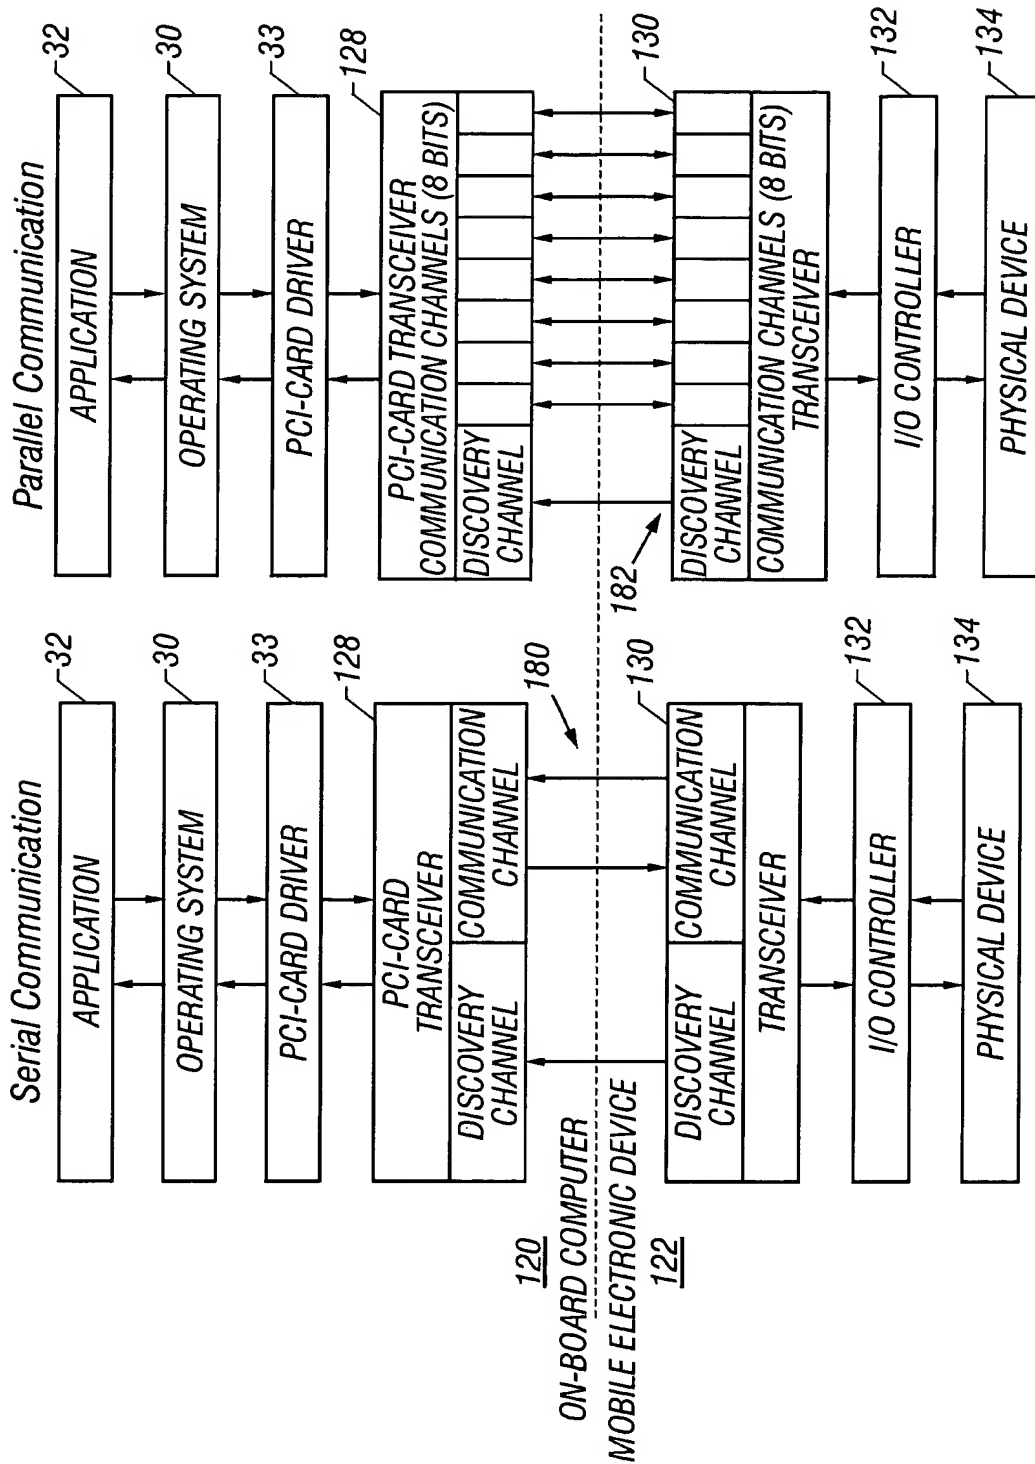 Serial Communication
APPLICATION
32
OPERATING SYSTEM
30
PCI-CARD DRIVER
33
PCI-CARD
TRANSCEIVER
128
DISCOVERY
CHANNEL
COMMUNICATION
CHANNEL
180
120
ON-BOARD COMPUTER
MOBILE ELECTRONIC DEVICE
122
130
DISCOVERY
CHANNEL
COMMUNICATION
CHANNEL
TRANSCEIVER
I/O CONTROLLER
132
PHYSICAL DEVICE
134
Parallel Communication
APPLICATION
32
OPERATING SYSTEM
30
PCI-CARD DRIVER
33
PCI-CARD TRANSCEIVER
COMMUNICATION CHANNELS (8 BITS)
128
DISCOVERY
CHANNEL
182
130
DISCOVERY
CHANNEL
COMMUNICATION CHANNELS (8 BITS)
TRANSCEIVER
I/O CONTROLLER
132
PHYSICAL DEVICE
134